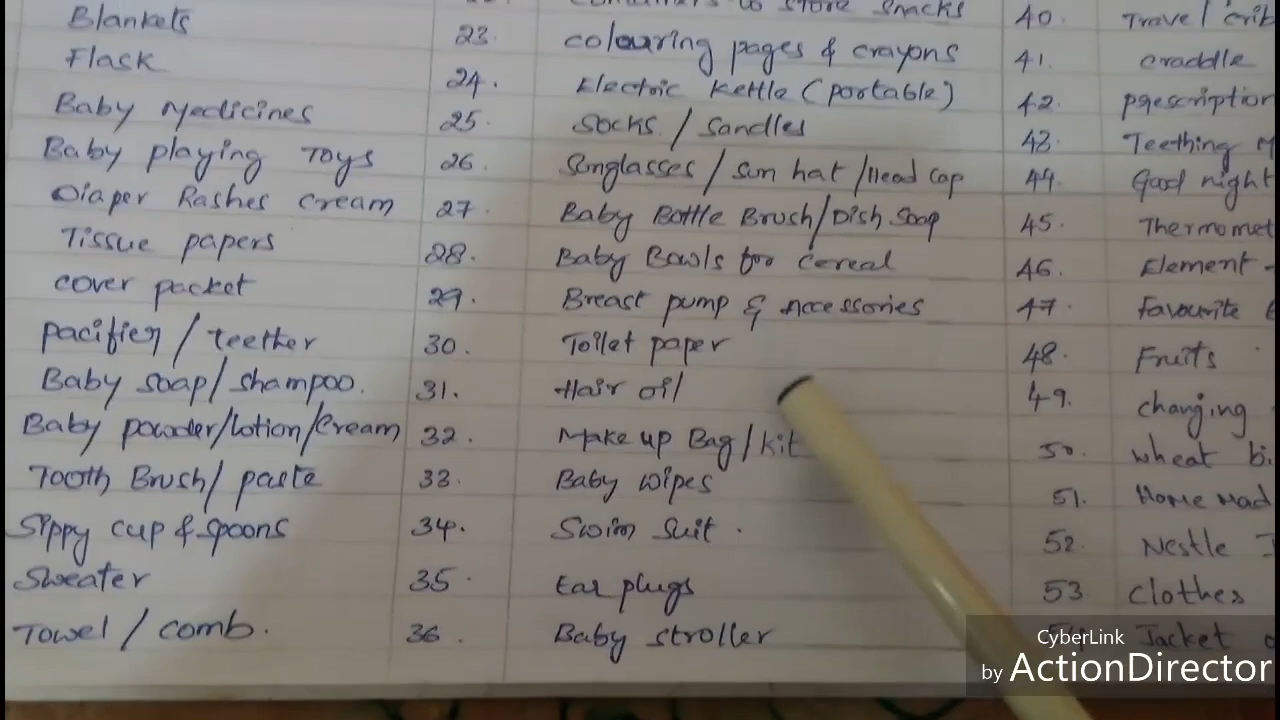 Blankets
Flask
Baby Medicines
Baby playing Toys
Diaper Rashes cream
Tissue papers
cover packet
pacifier / teether
Baby soap/shampoo.
Baby powder/lotion/cream
Tooth Brush/ paste
Sippy cup & spoons
Sweater
Towel / comb.
to store snacks
23. colouring pages & crayons
24. Electric Kettle (portable)
25. Socks / Sandles
26. Sunglasses / Sun hat /Head cap
27. Baby Bottle Brush/Dish Soap
28. Baby Bowls for cereal
29. Breast pump & Accessories
30. Toilet paper
31. Hair oil
32. Make up Bag/kit
33. Baby wipes
34. Swim Suit.
35. Ear plugs
36. Baby stroller
40. Travel crib
41. craddle
42. prescription
43. Teething
44. Good night
45. Thermomet
46. Element
47. Favourite
48. Fruits
49. changing
50. wheat
51. Home Mad
52. Nestle
53. Clothes
54. Jacket
CyberLink
by ActionDirector